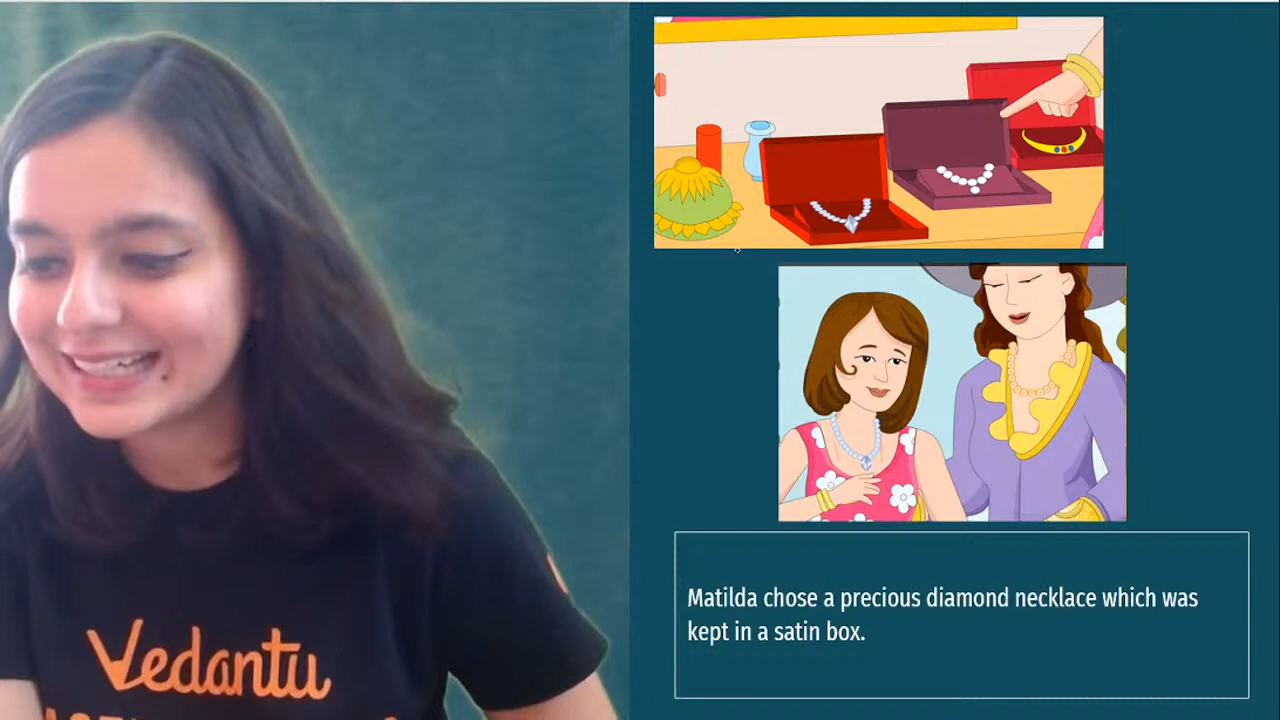 Matilda chose a precious diamond necklace which was
kept in a satin box.
Vedantu